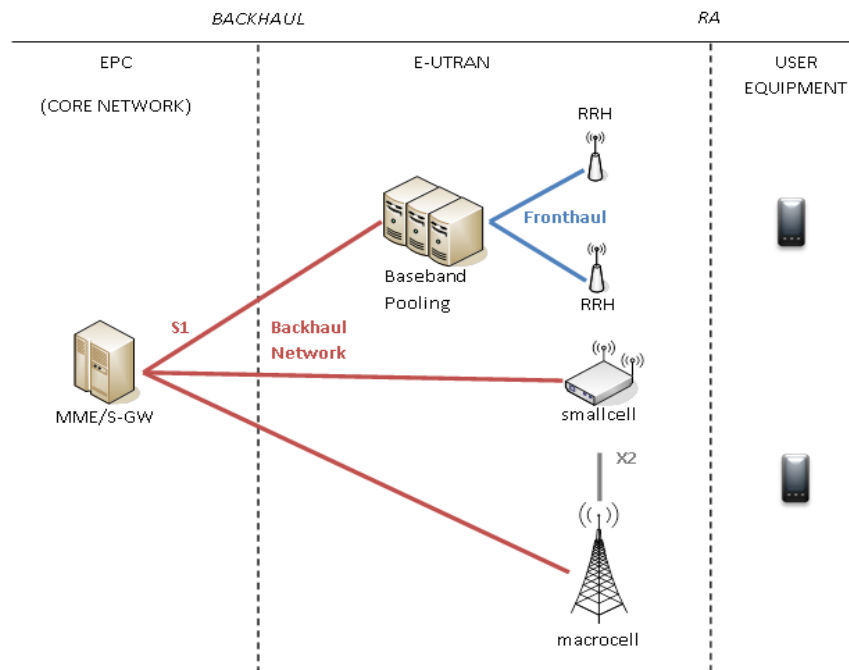 BACKHAUL
RA
EPC
(CORE NETWORK)
E-UTRAN
USER
EQUIPMENT
RRH
Fronthaul
Baseband
Pooling
RRH
S1
Backhaul
Network
MME/S-GW
smallcell
X2
macrocell